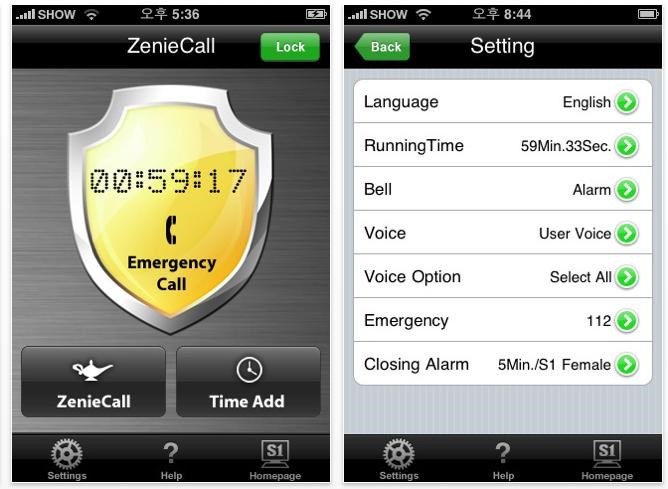 SHOW 오후 5:36
ZenieCall
Lock
00:59:17
Emergency
Call
ZenieCall
Time Add
Settings
Help
S1
Homepage
SHOW 오후 8:44
Back
Setting
Language English
RunningTime 59Min.33Sec.
Bell Alarm
Voice User Voice
Voice Option Select All
Emergency 112
Closing Alarm 5Min./S1 Female
Settings
Help
S1
Homepage